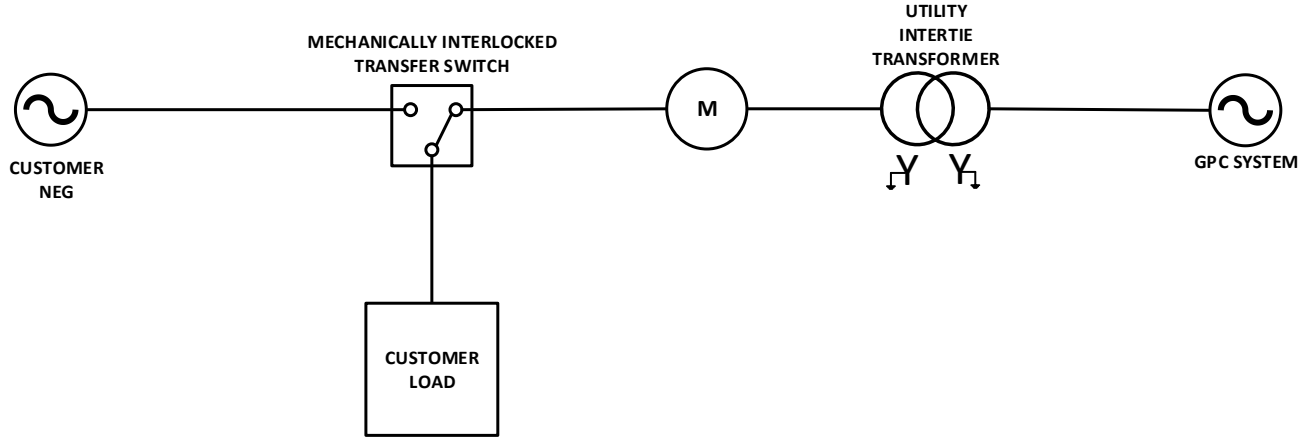 UTILITY
INTERTIE
TRANSFORMER
MECHANICALLY INTERLOCKED
TRANSFER SWITCH
M
CUSTOMER
NEG
GPC SYSTEM
CUSTOMER
LOAD